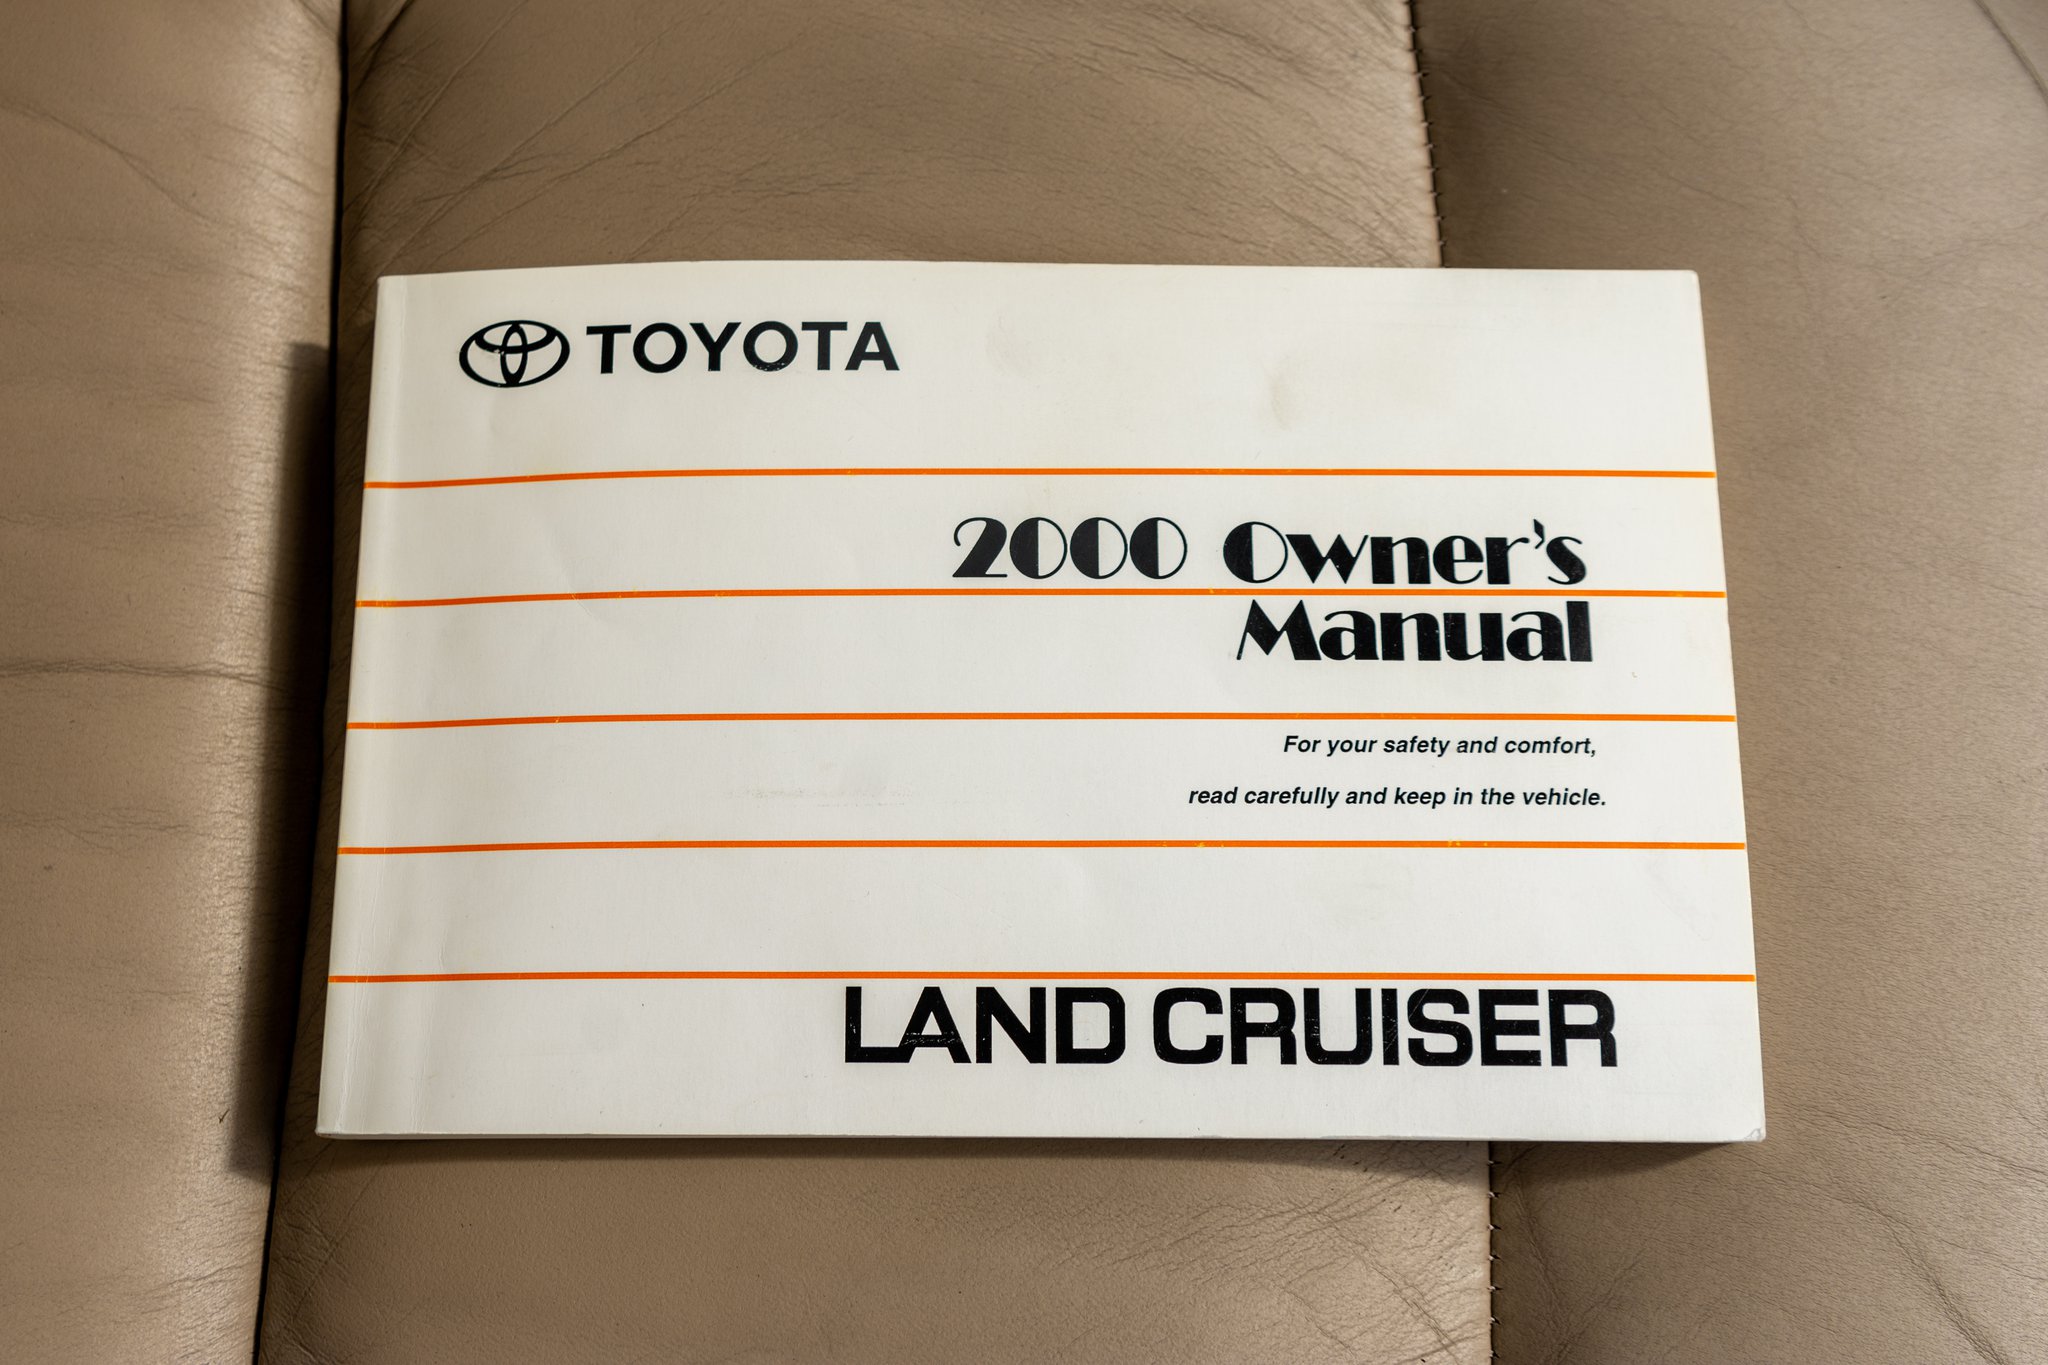 TOYOTA
2000 Owner's
Manual
For your safety and comfort,
read carefully and keep in the vehicle.
LAND CRUISER